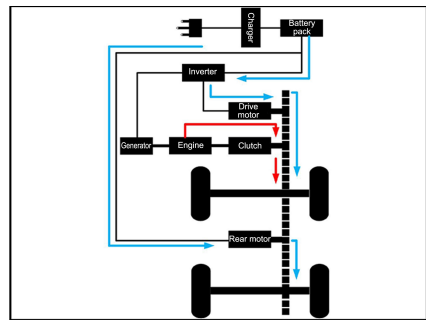 Charger
Battery
pack
Inverter
Drive
motor
Generator
Engine
Clutch
Rear motor